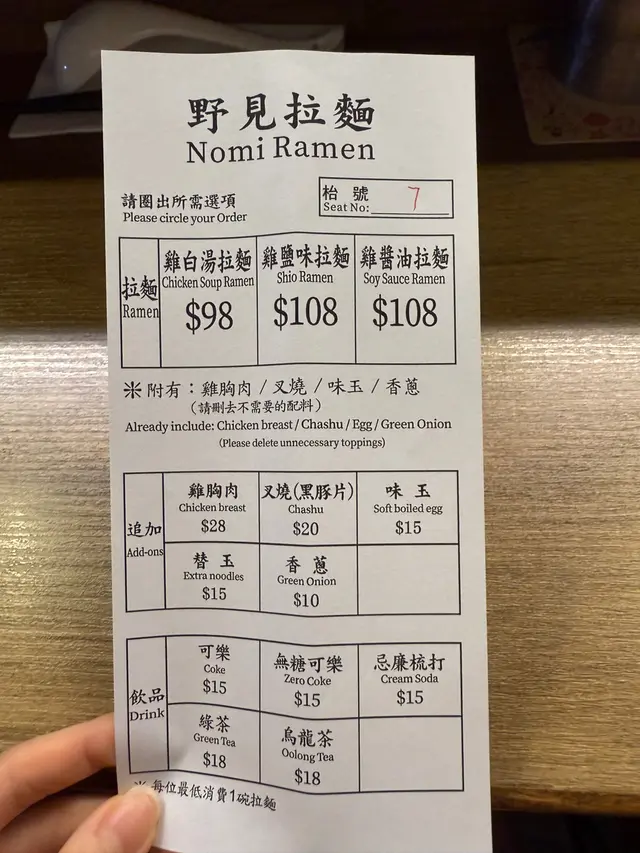 野見拉麵
Nomi Ramen
請圈出所需選項
Please circle your Order
枱號
Seat No: 7
拉麵
Ramen
雞白湯拉麵
Chicken Soup Ramen
$98
雞鹽味拉麵
Shio Ramen
$108
雞醬油拉麵
Soy Sauce Ramen
$108
※附有：雞胸肉 / 叉燒 / 味玉 / 香蔥
（請刪去不需要的配料）
Already include: Chicken breast / Chashu / Egg / Green Onion
(Please delete unnecessary toppings)
追加
Add-ons
雞胸肉
Chicken breast
$28
叉燒(黑豚片)
Chashu
$20
味玉
Soft boiled egg
$15
替玉
Extra noodles
$15
香蔥
Green Onion
$10
飲品
Drink
可樂
Coke
$15
無糖可樂
Zero Coke
$15
忌廉梳打
Cream Soda
$15
綠茶
Green Tea
$18
烏龍茶
Oolong Tea
$18
※每位最低消費1碗拉麵